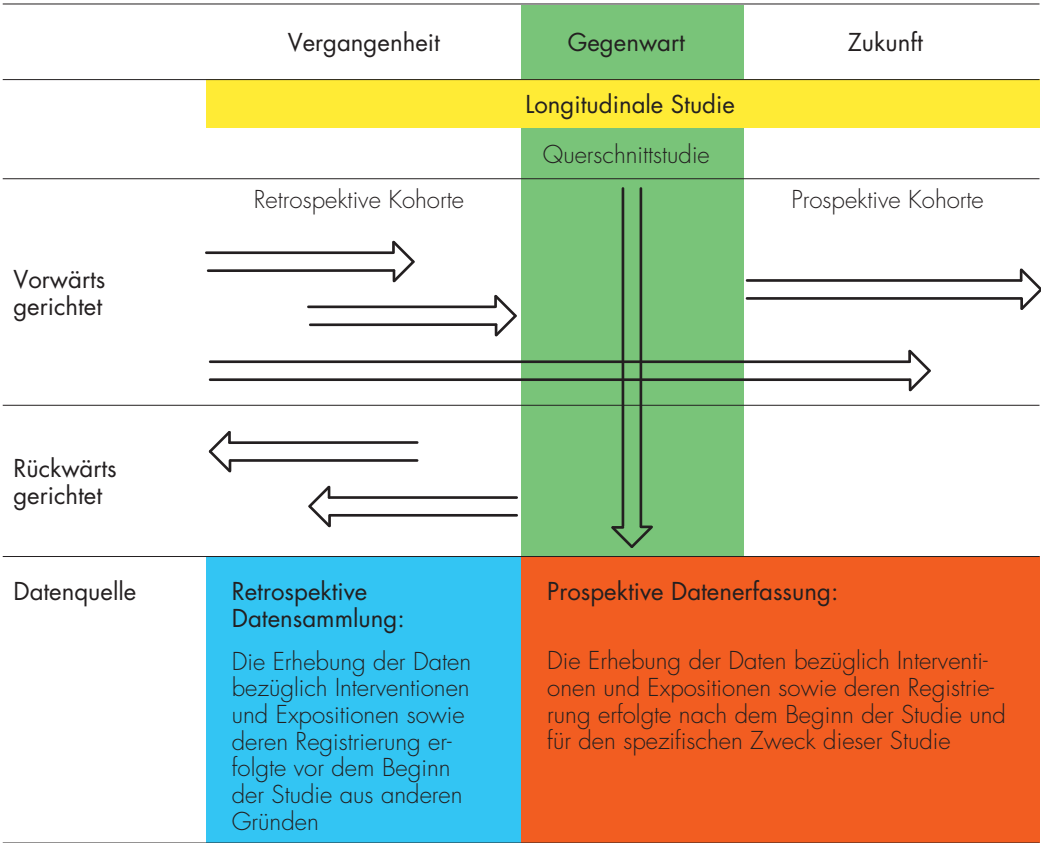 Vergangenheit
Gegenwart
Zukunft
Longitudinale Studie
Querschnittstudie
Retrospektive Kohorte
Prospektive Kohorte
Vorwärts
gerichtet
Rückwärts
gerichtet
Datenquelle
Retrospektive
Datensammlung:
Die Erhebung der Daten
bezüglich Interventionen
und Expositionen sowie
deren Registrierung er-
folgte vor dem Beginn
der Studie aus anderen
Gründen
Prospektive Datenerfassung:
Die Erhebung der Daten bezüglich Interventi-
onen und Expositionen sowie deren Registrie-
rung erfolgte nach dem Beginn der Studie und
für den spezifischen Zweck dieser Studie